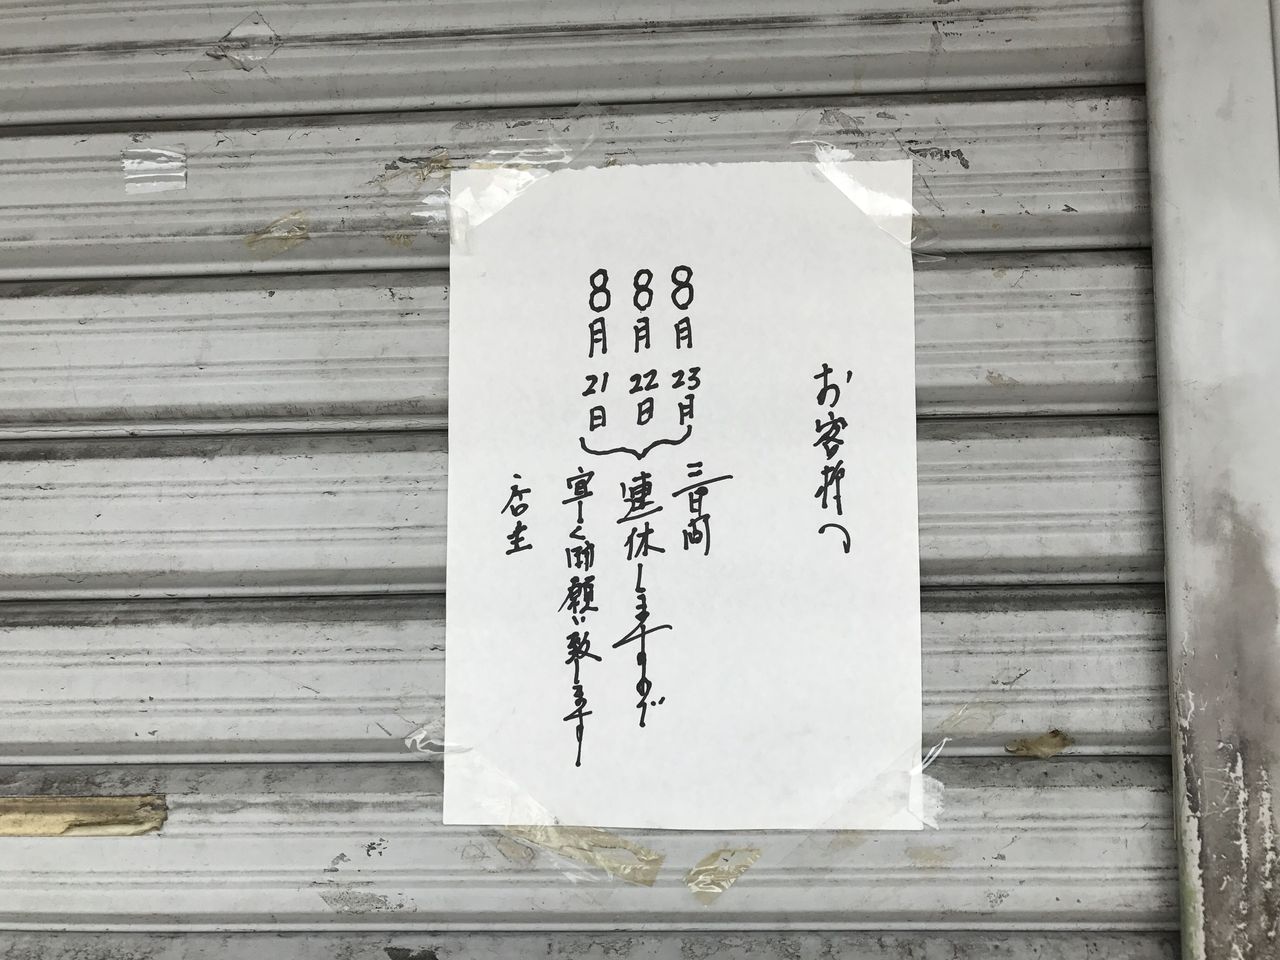 お客様へ
8月23日
8月22日
8月21日
三日間
連休しますので
宜しく御願い致します
店主